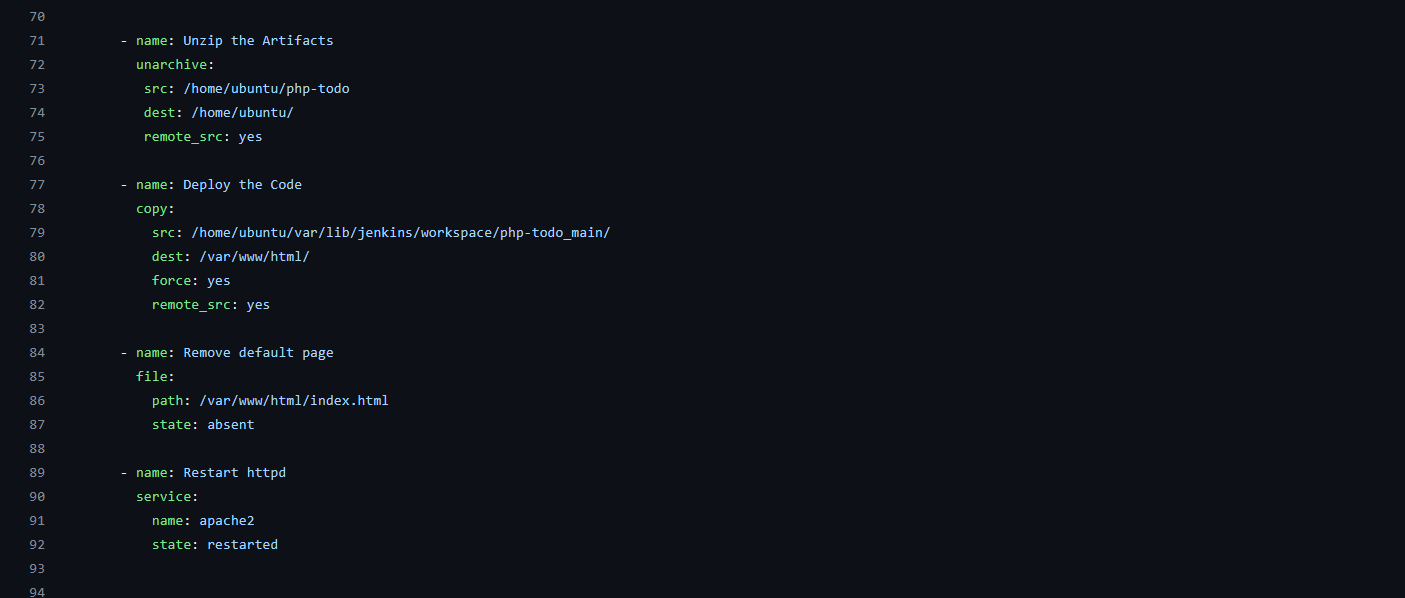 70
71 - name: Unzip the Artifacts
72 unarchive:
73 src: /home/ubuntu/php-todo
74 dest: /home/ubuntu/
75 remote_src: yes
76
77 - name: Deploy the Code
78 copy:
79 src: /home/ubuntu/var/lib/jenkins/workspace/php-todo_main/
80 dest: /var/www/html/
81 force: yes
82 remote_src: yes
83
84 - name: Remove default page
85 file:
86 path: /var/www/html/index.html
87 state: absent
88
89 - name: Restart httpd
90 service:
91 name: apache2
92 state: restarted
93
94